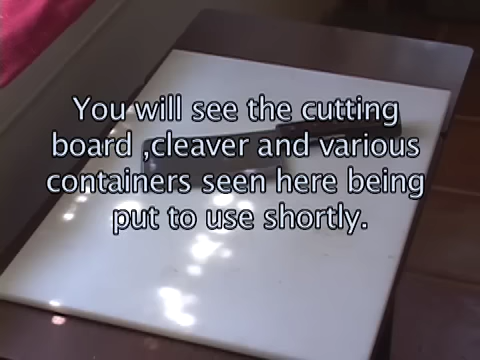 You will see the cutting
board ,cleaver and various
containers seen here being
put to use shortly.